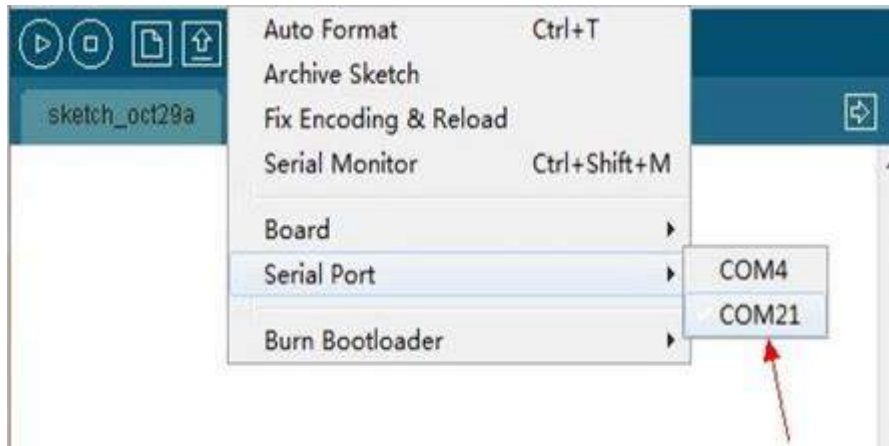 Auto Format Ctrl+T
Archive Sketch
sketch_oct29a
Fix Encoding & Reload
Serial Monitor Ctrl+Shift+M
Board
Serial Port
COM4
COM21
Burn Bootloader